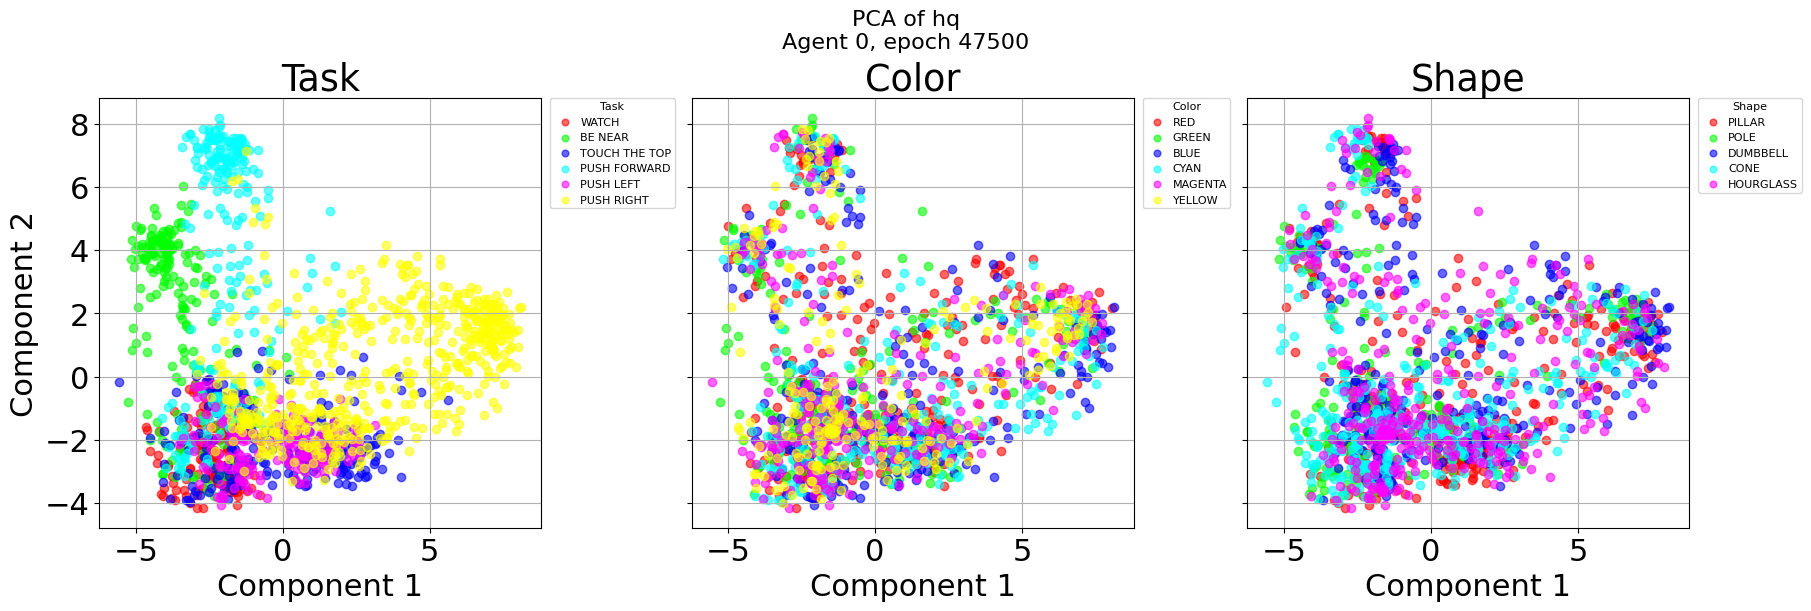 PCA of hq
Agent 0, epoch 47500
Task
8
6
4
2
0
−2
−4
Component 2
−5 0 5
Component 1
Task
WATCH
BE NEAR
TOUCH THE TOP
PUSH FORWARD
PUSH LEFT
PUSH RIGHT
Color
−5 0 5
Component 1
Color
RED
GREEN
BLUE
CYAN
MAGENTA
YELLOW
Shape
−5 0 5
Component 1
Shape
PILLAR
POLE
DUMBBELL
CONE
HOURGLASS